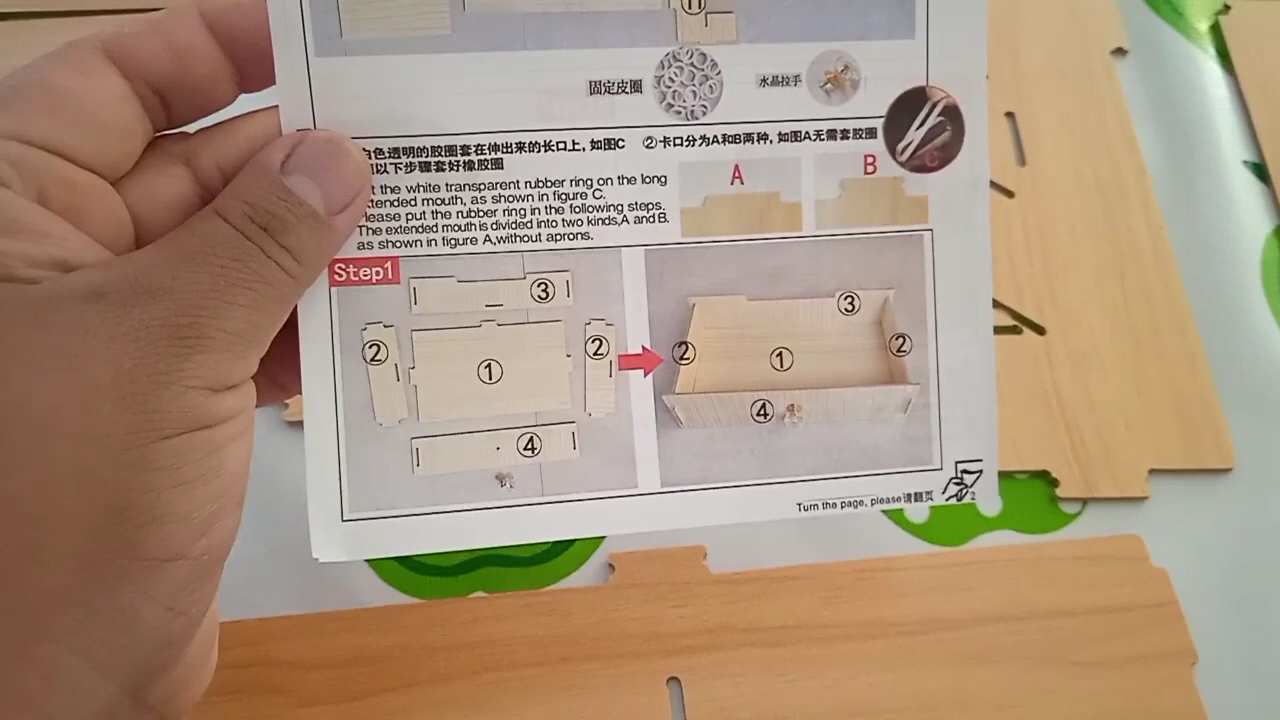 ⑪
固定皮圈
水晶拉手
白色透明的胶圈套在伸出来的长口上，如图C ②卡口分为A和B两种，如图A无需套胶圈
以下步骤套好橡胶圈
t the white transparent rubber ring on the long
xtended mouth, as shown in figure C.
lease put the rubber ring in the following steps.
The extended mouth is divided into two kinds,A and B.
as shown in figure A,without aprons.
A
B
C
Step1
③
②
①
②
④
③
②
①
②
④
Turn the page, please请翻页
2